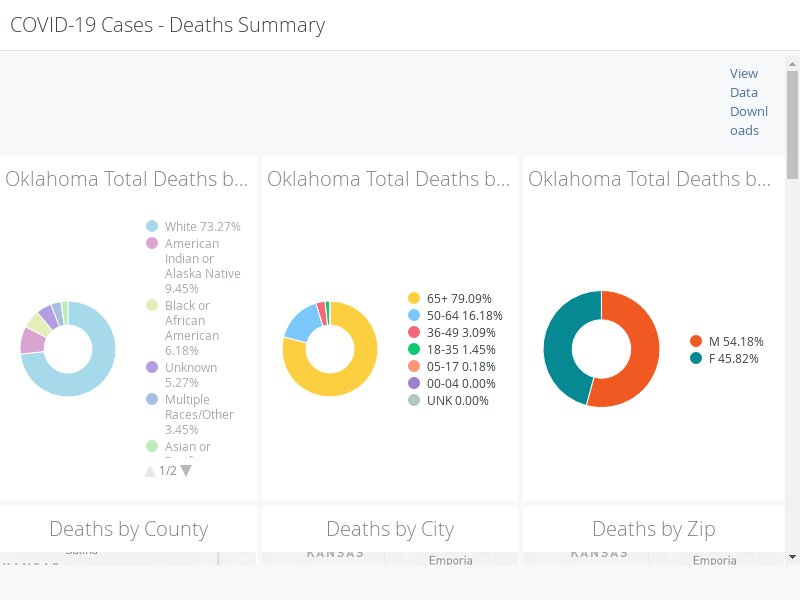 COVID-19 Cases - Deaths Summary
View
Data
Downl
oads
Oklahoma Total Deaths b...
White 73.27%
American
Indian or
Alaska Native
9.45%
Black or
African
American
6.18%
Unknown
5.27%
Multiple
Races/Other
3.45%
Asian or
1/2
Oklahoma Total Deaths b...
65+ 79.09%
50-64 16.18%
36-49 3.09%
18-35 1.45%
05-17 0.18%
00-04 0.00%
UNK 0.00%
Oklahoma Total Deaths b...
M 54.18%
F 45.82%
Deaths by County
KANSAS
Deaths by City
KANSAS
Emporia
Deaths by Zip
KANSAS
Emporia